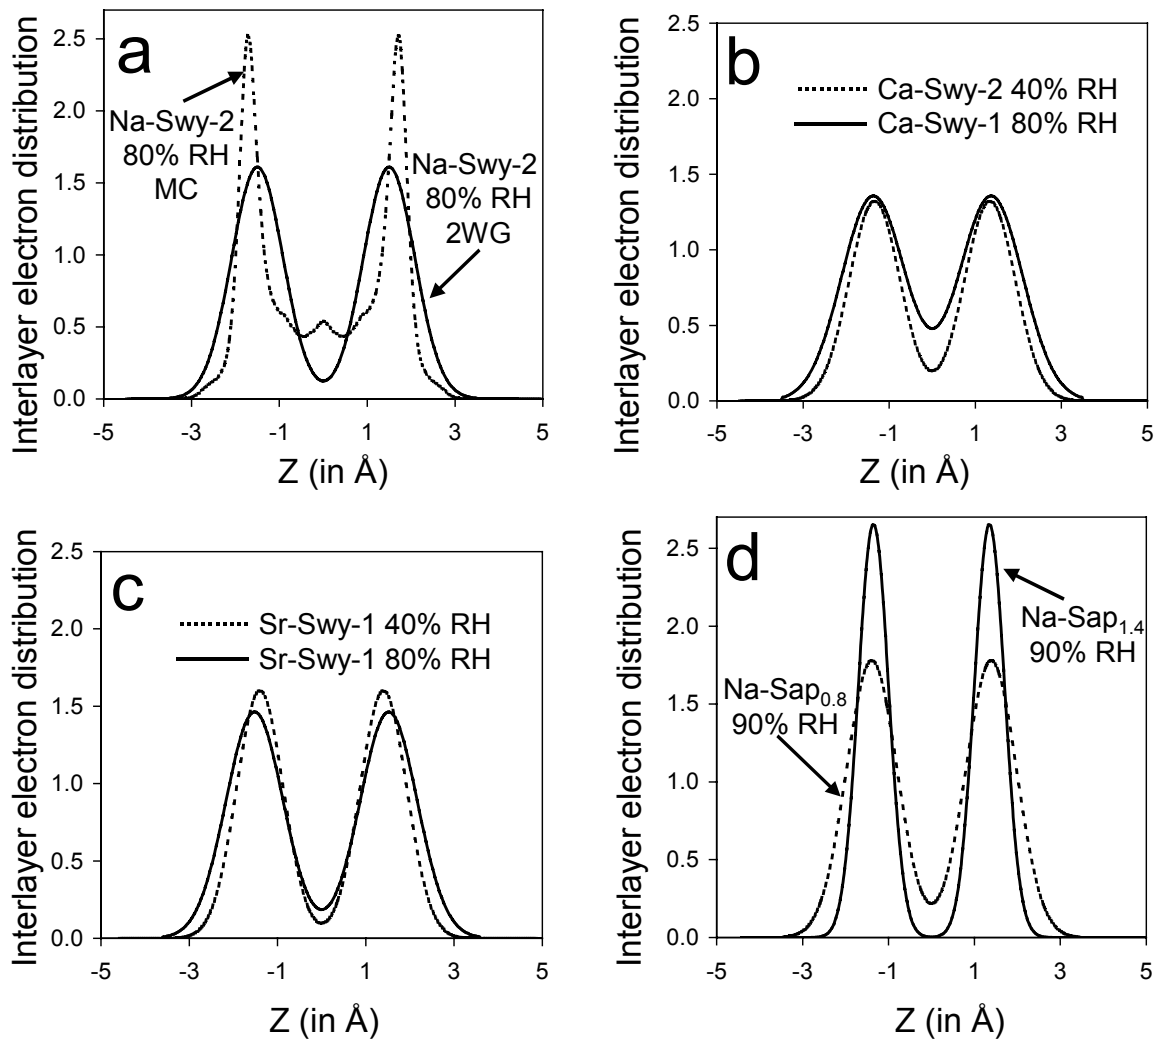 a
Interlayer electron distribution
2.5
2.0
1.5
1.0
0.5
0.0
Na-Swy-2
80% RH
MC
Na-Swy-2
80% RH
2WG
-5 -3 -1 1 3 5
Z (in Å)
b
Interlayer electron distribution
2.5
2.0
1.5
1.0
0.5
0.0
Ca-Swy-2 40% RH
Ca-Swy-1 80% RH
-5 -3 -1 1 3 5
Z (in Å)
c
Interlayer electron distribution
2.5
2.0
1.5
1.0
0.5
0.0
Sr-Swy-1 40% RH
Sr-Swy-1 80% RH
-5 -3 -1 1 3 5
Z (in Å)
d
Interlayer electron distribution
2.5
2.0
1.5
1.0
0.5
0.0
Na-Sap1.4
90% RH
Na-Sap0.8
90% RH
-5 -3 -1 1 3 5
Z (in Å)